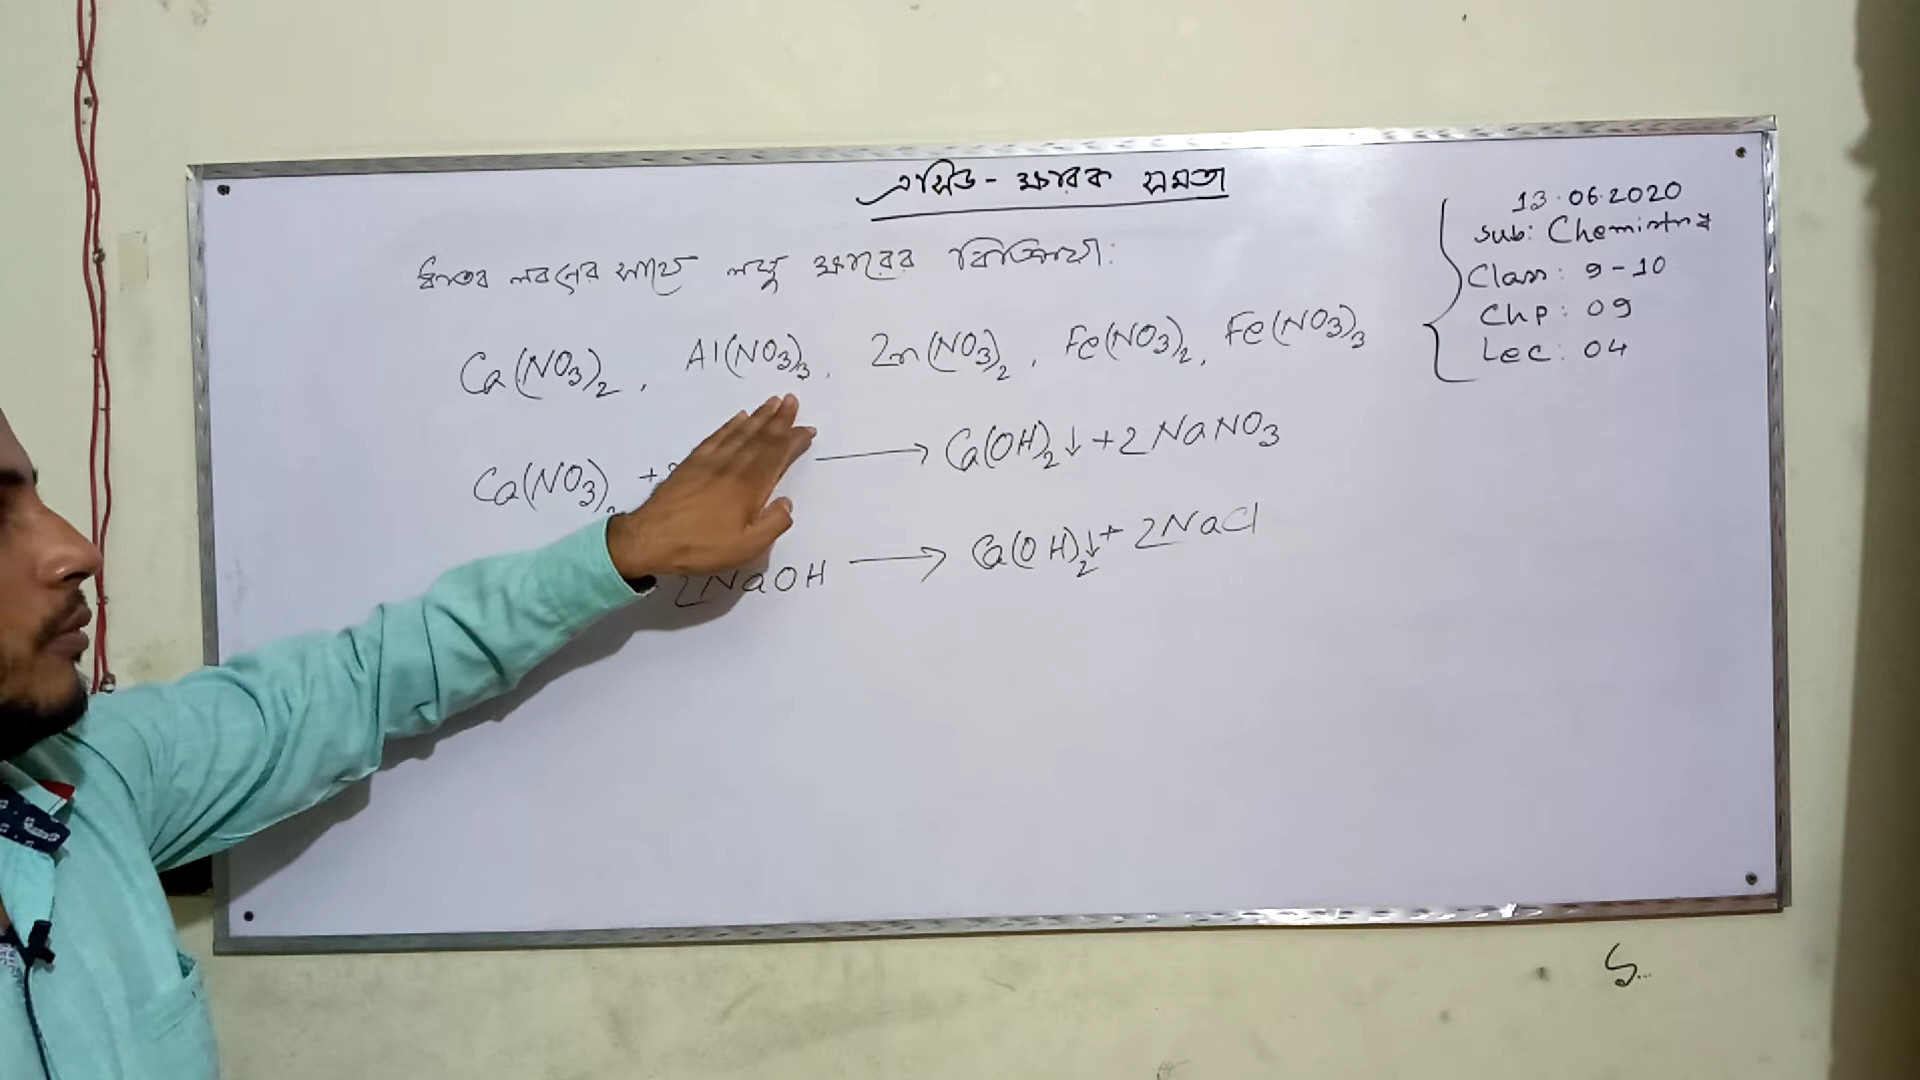 এসিড - ক্ষারক সমতা
13.06.2020
Sub: Chemistry
Class: 9-10
Chp: 09
Lec: 04
ধাতব লবনের সাথে লঘু ক্ষারের বিক্রিয়া:
Ca(NO3)2, Al(NO3)3, Zn(NO3)2, Fe(NO3)2, Fe(NO3)3
Ca(NO3)2 + → Ca(OH)2↓ + 2NaNO3
2NaOH → Ca(OH)2↓ + 2NaCl
S...